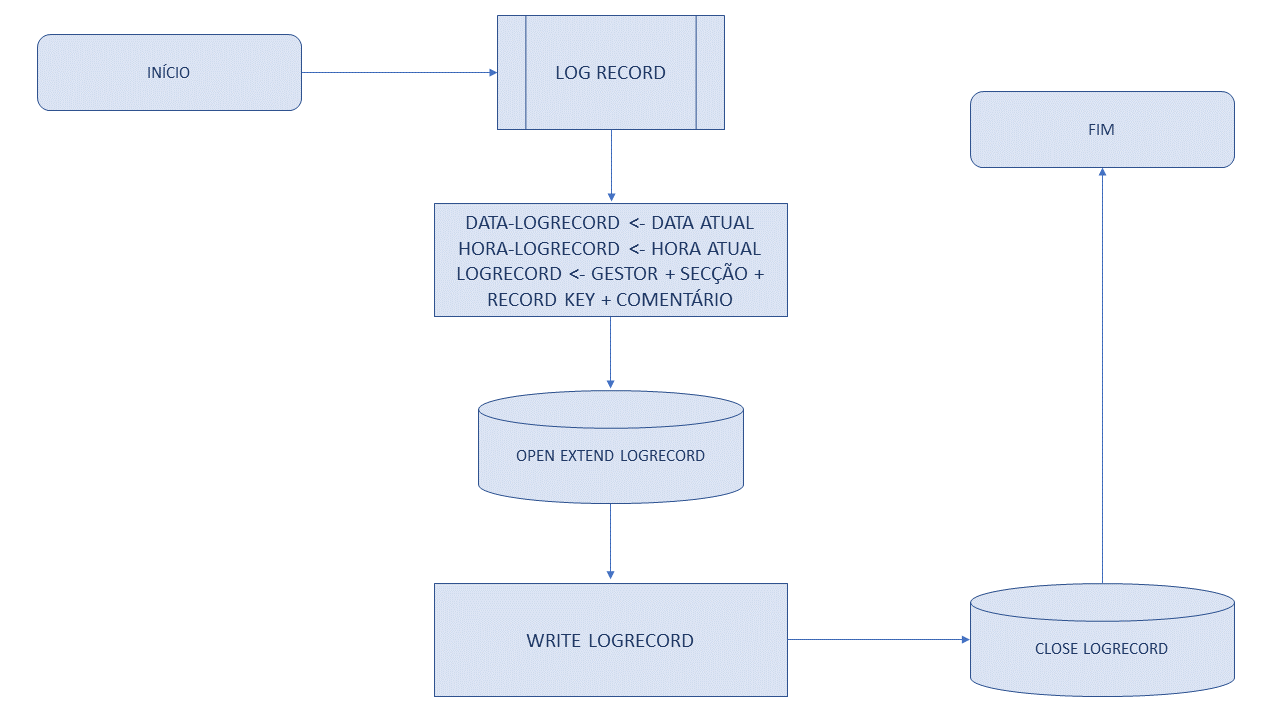 INÍCIO
LOG RECORD
DATA-LOGRECORD <- DATA ATUAL
HORA-LOGRECORD <- HORA ATUAL
LOGRECORD <- GESTOR + SECÇÃO +
RECORD KEY + COMENTÁRIO
OPEN EXTEND LOGRECORD
WRITE LOGRECORD
CLOSE LOGRECORD
FIM